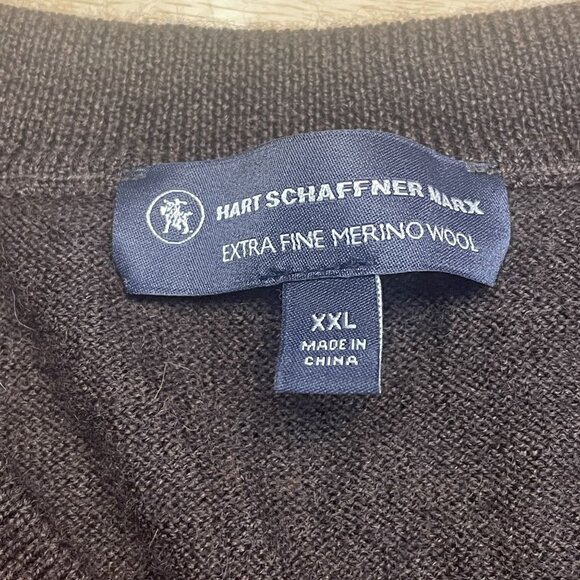 HART SCHAFFNER MARX
EXTRA FINE MERINO WOOL
XXL
MADE IN
CHINA